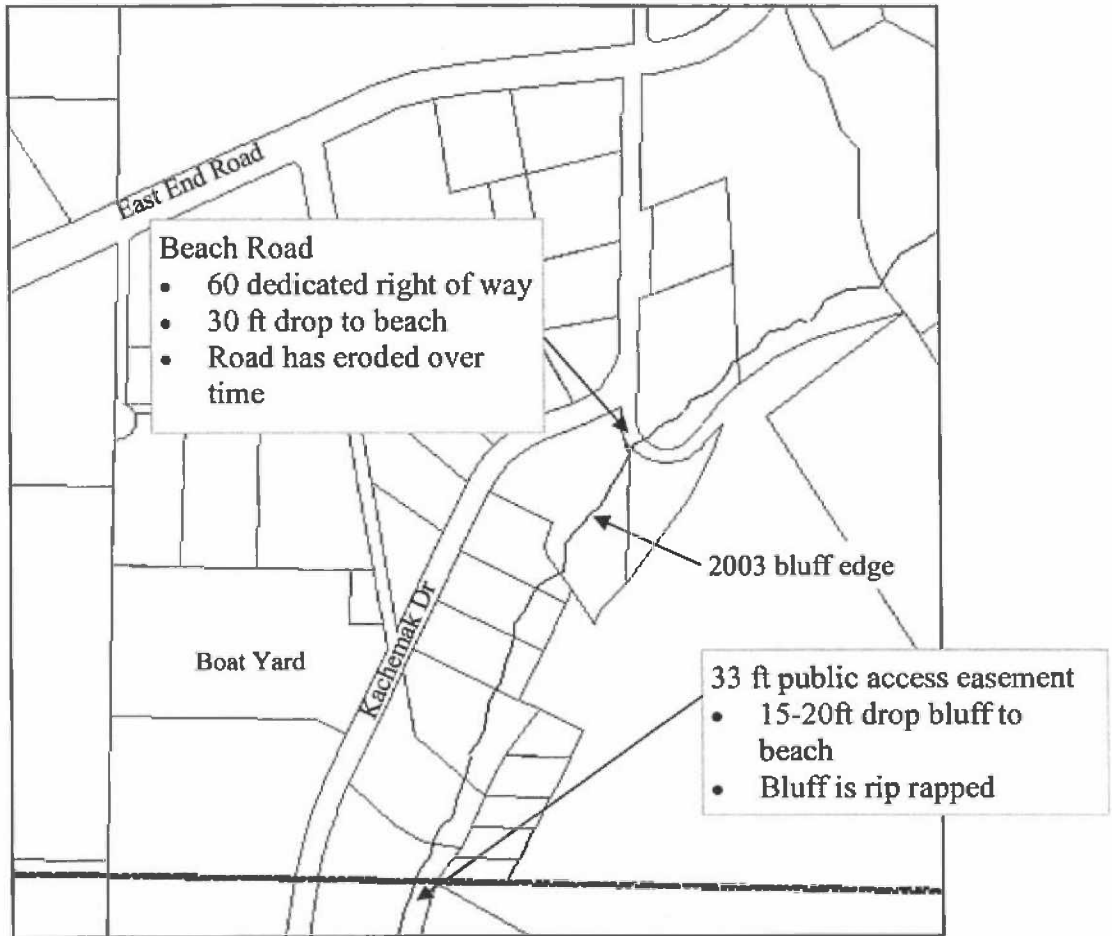 East End Road
Beach Road
• 60 dedicated right of way
• 30 ft drop to beach
• Road has eroded over
time
2003 bluff edge
Kachemak Dr
Boat Yard
33 ft public access easement
• 15-20ft drop bluff to
beach
• Bluff is rip rapped